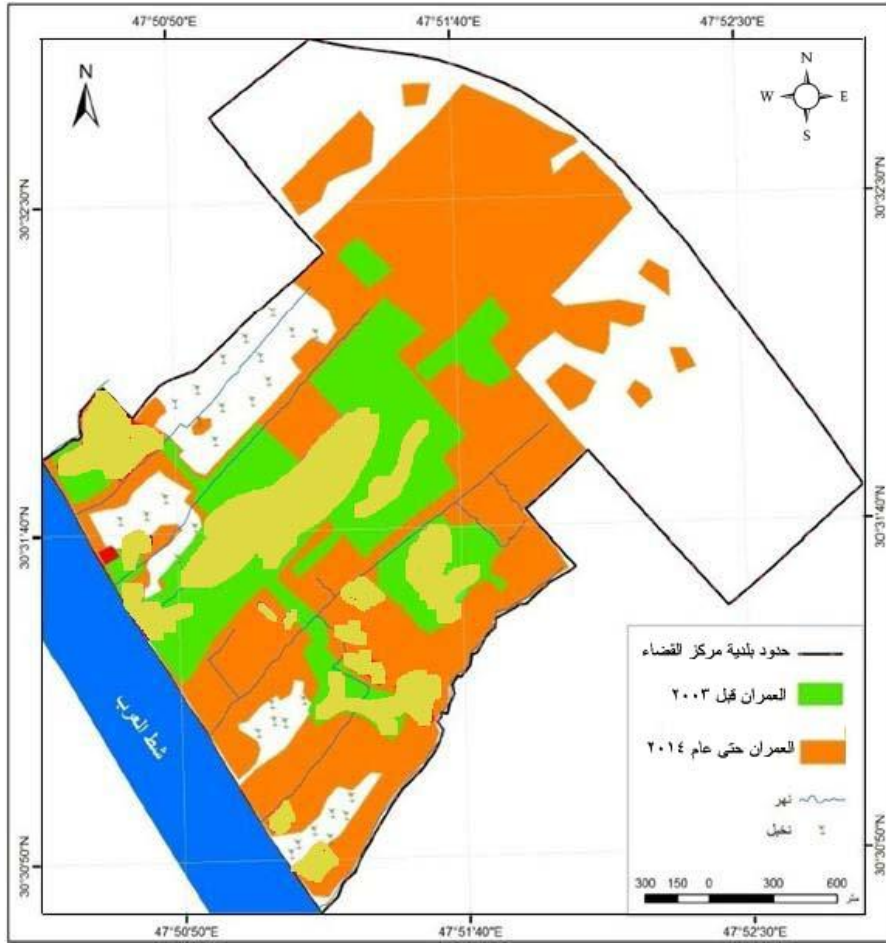 47°50'50"E 47°51'40"E 47°52'30"E
N
N
W E
S
30°32'30"N 30°32'30"N
30°31'40"N 30°31'40"N
30°30'50"N 30°30'50"N
شط العرب
حدود بلدية مركز القضاء
العمران قبل ٢٠٠٣
العمران حتى عام ٢٠١٤
نهر
نخيل
300 150 0 300 600
متر
47°50'50"E 47°51'40"E 47°52'30"E